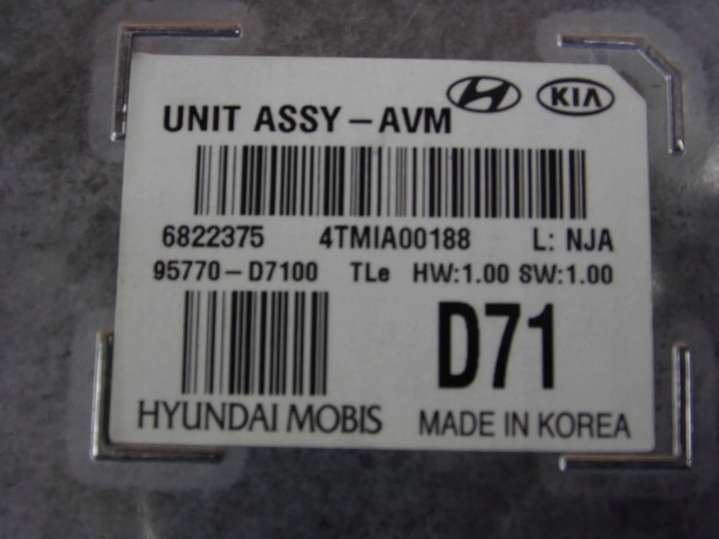 UNIT ASSY-AVM H KIA
6822375 4TMIA00188 L: NJA
95770-D7100 TLe HW:1.00 SW:1.00
D71
HYUNDAI MOBIS MADE IN KOREA